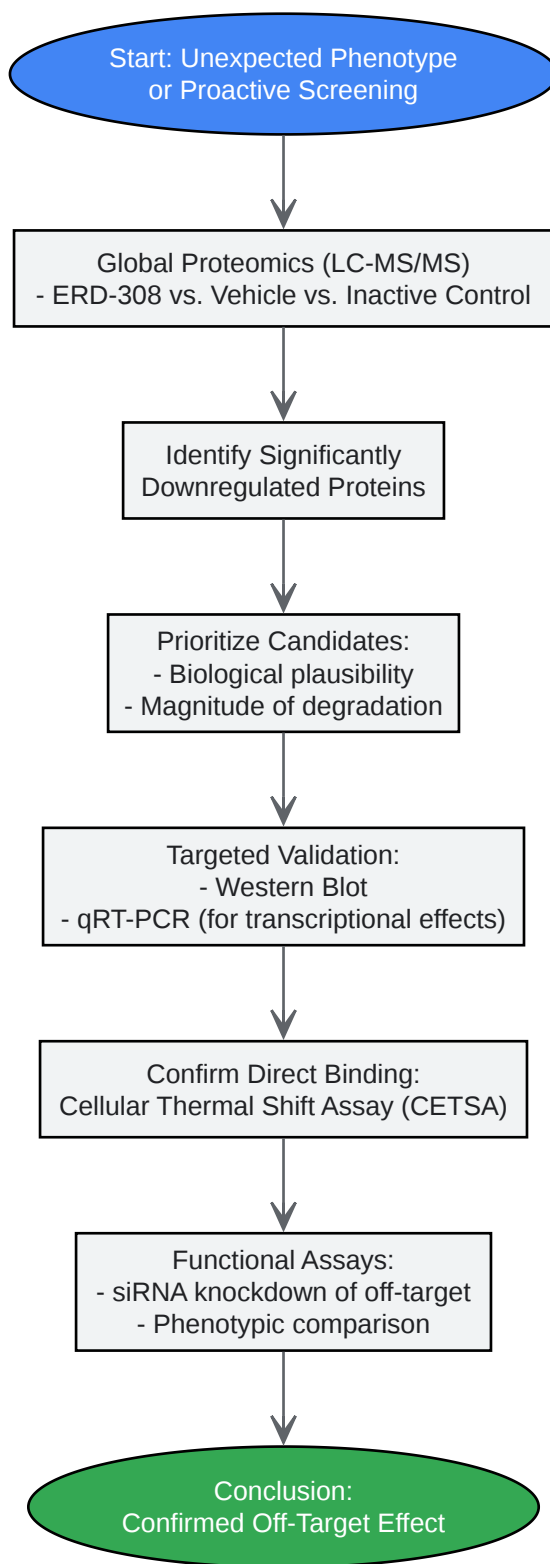 Start: Unexpected Phenotype
or Proactive Screening
Global Proteomics (LC-MS/MS)
- ERD-308 vs. Vehicle vs. Inactive Control
Identify Significantly
Downregulated Proteins
Prioritize Candidates:
- Biological plausibility
- Magnitude of degradation
Targeted Validation:
- Western Blot
- qRT-PCR (for transcriptional effects)
Confirm Direct Binding:
Cellular Thermal Shift Assay (CETSA)
Functional Assays:
- siRNA knockdown of off-target
- Phenotypic comparison
Conclusion:
Confirmed Off-Target Effect